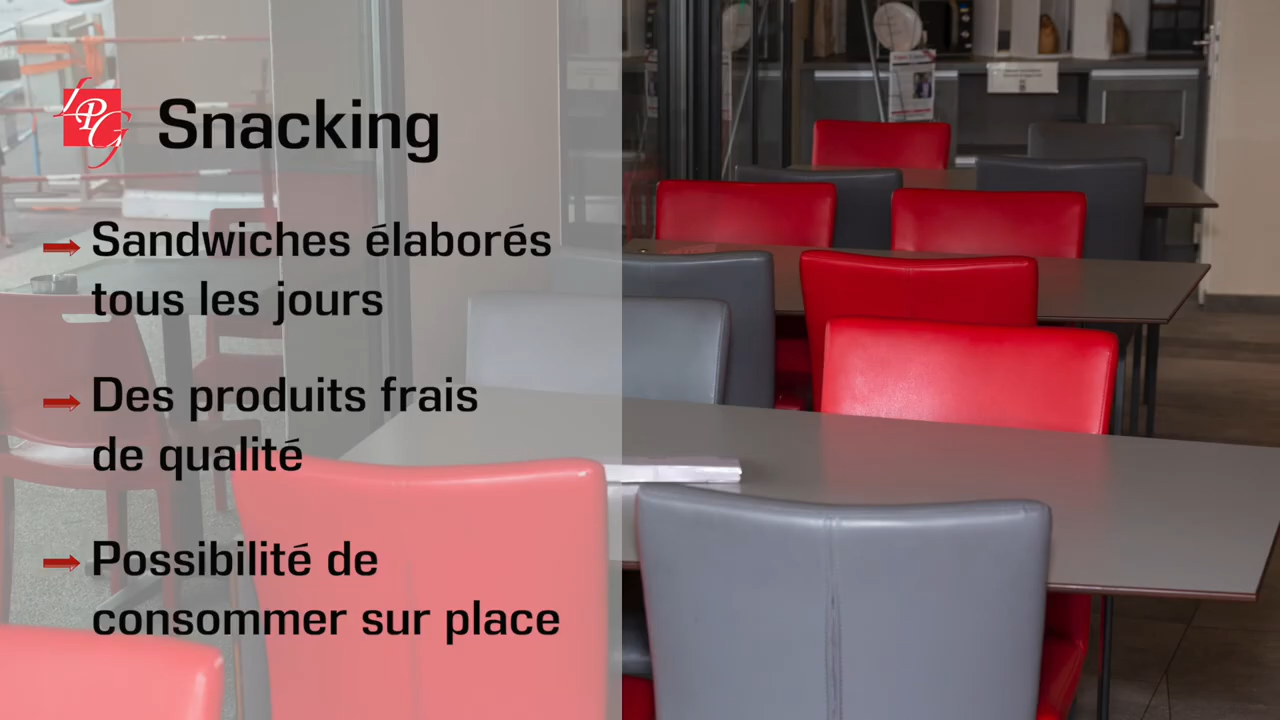 LPG
Snacking
Sandwiches élaborés
tous les jours
Des produits frais
de qualité
Possibilité de
consommer sur place